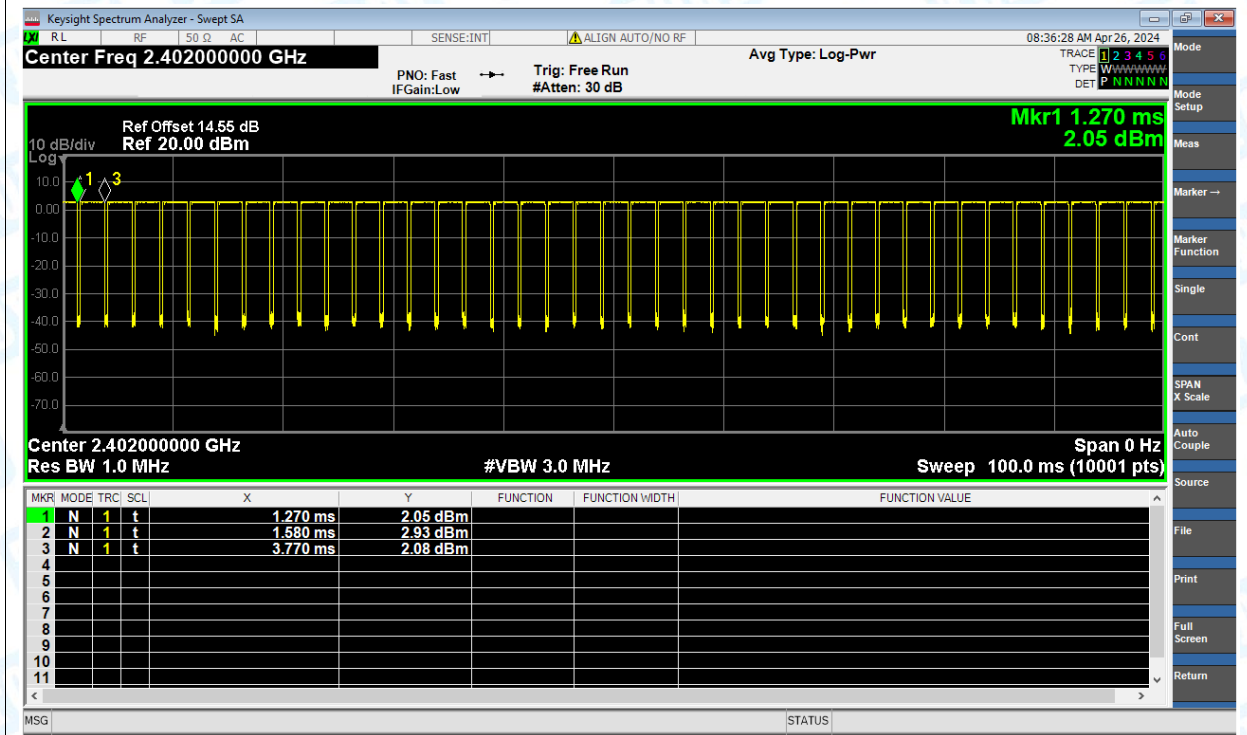 Keysight Spectrum Analyzer - Swept SA
LXI RL RF 50 Ω AC SENSE:INT ALIGN AUTO/NO RF 08:36:28 AM Apr 26, 2024
Center Freq 2.402000000 GHz
PNO: Fast
IFGain:Low
Trig: Free Run
#Atten: 30 dB
Avg Type: Log-Pwr
TRACE 1 2 3 4 5 6
TYPE WWWWWW
DET P N N N N N
Ref Offset 14.55 dB
10 dB/div Ref 20.00 dBm
Log
Mkr1 1.270 ms
2.05 dBm
1 3
10.0
0.00
-10.0
-20.0
-30.0
-40.0
-50.0
-60.0
-70.0
Center 2.402000000 GHz Span 0 Hz
Res BW 1.0 MHz #VBW 3.0 MHz Sweep 100.0 ms (10001 pts)
MKR MODE TRC SCL X Y FUNCTION FUNCTION WIDTH FUNCTION VALUE
1 N 1 t 1.270 ms 2.05 dBm
2 N 1 t 1.580 ms 2.93 dBm
3 N 1 t 3.770 ms 2.08 dBm
4
5
6
7
8
9
10
11
MSG STATUS
Mode
Mode
Setup
Meas
Marker →
Marker
Function
Single
Cont
SPAN
X Scale
Auto
Couple
Source
File
Print
Full
Screen
Return